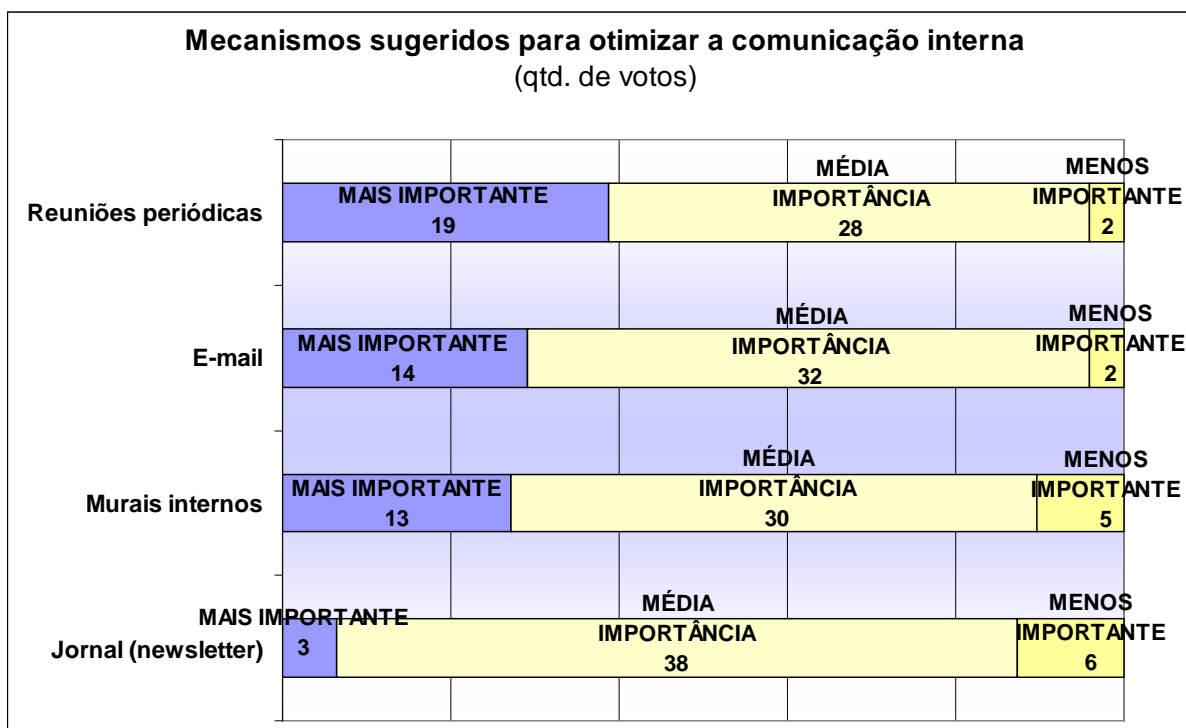 Mecanismos sugeridos para otimizar a comunicação interna
(qtd. de votos)
Reuniões periódicas
MAIS IMPORTANTE
19
MÉDIA
IMPORTÂNCIA
28
MENOS
IMPORTANTE
2
E-mail
MAIS IMPORTANTE
14
MÉDIA
IMPORTÂNCIA
32
MENOS
IMPORTANTE
2
Murais internos
MAIS IMPORTANTE
13
MÉDIA
IMPORTÂNCIA
30
MENOS
IMPORTANTE
5
Jornal (newsletter)
MAIS IMPORTANTE
3
MÉDIA
IMPORTÂNCIA
38
MENOS
IMPORTANTE
6